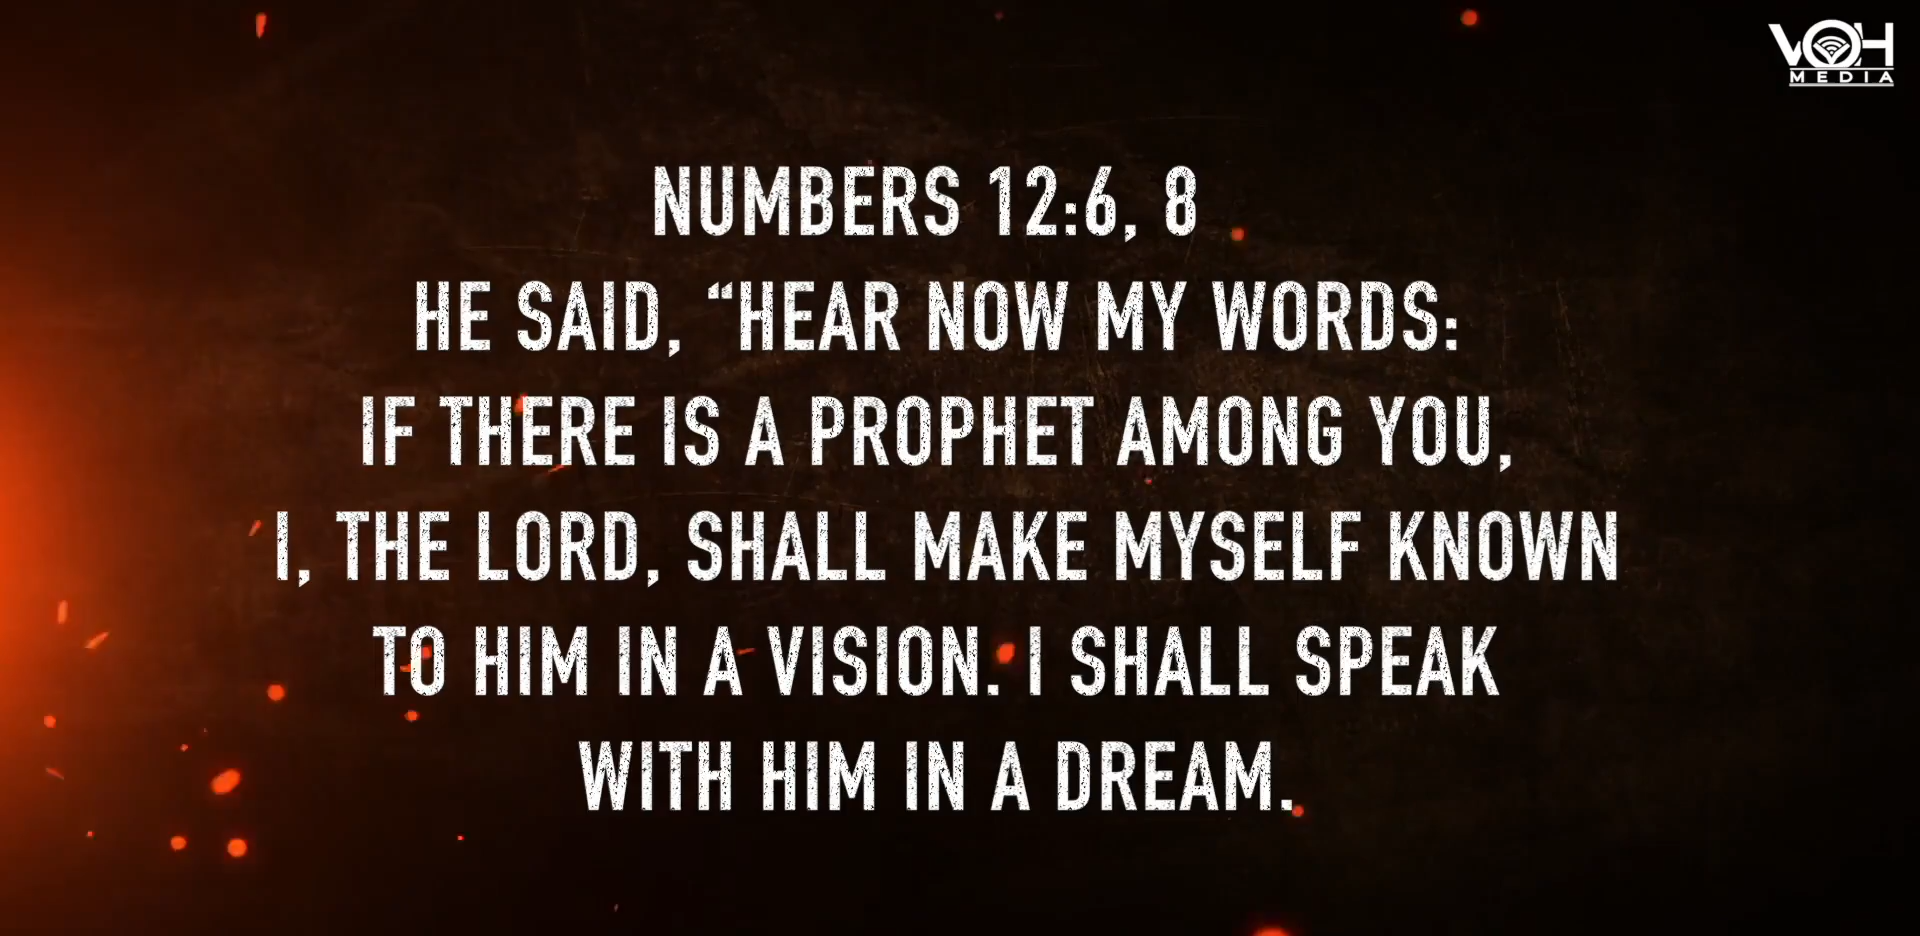 VOH
MEDIA
NUMBERS 12:6, 8
HE SAID, “HEAR NOW MY WORDS:
IF THERE IS A PROPHET AMONG YOU,
I, THE LORD, SHALL MAKE MYSELF KNOWN
TO HIM IN A VISION. I SHALL SPEAK
WITH HIM IN A DREAM.